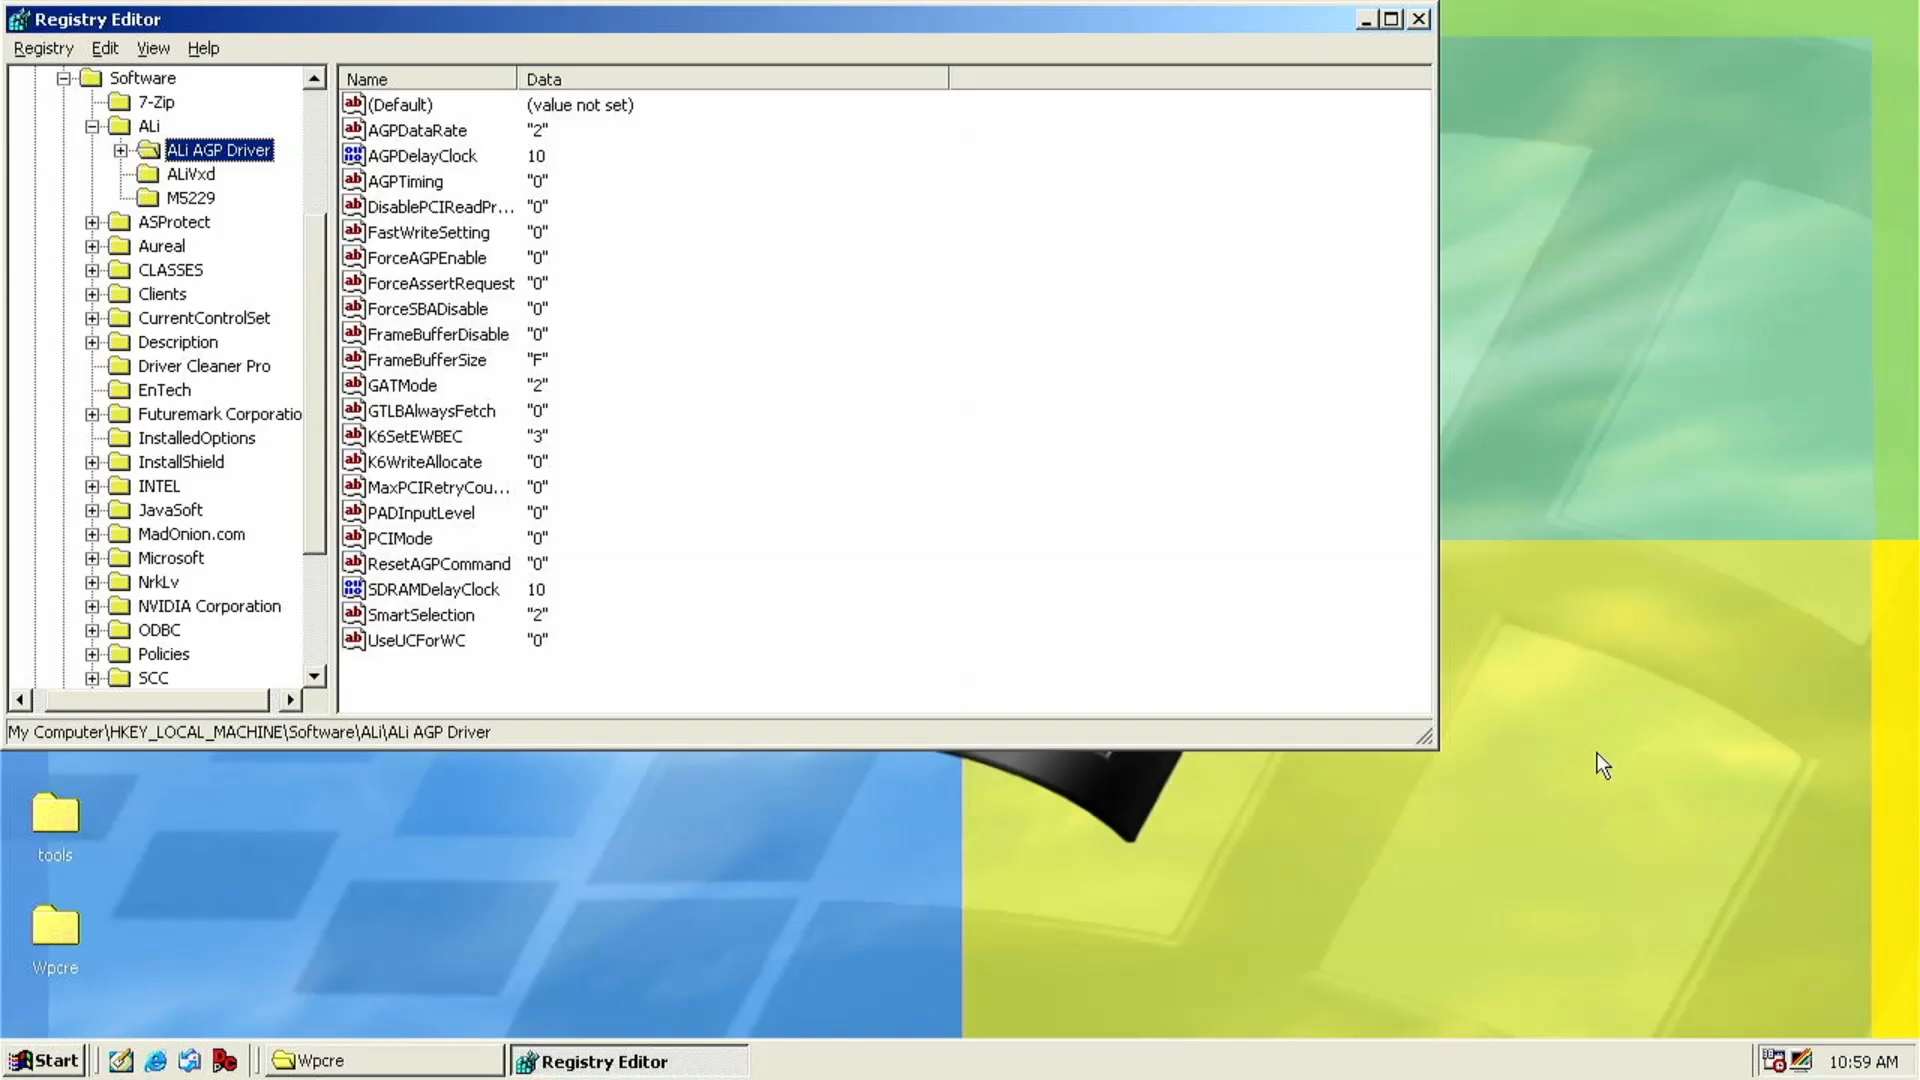 Registry Editor
Registry Edit View Help
Software
7-Zip
ALi
ALi AGP Driver
ALiVxd
M5229
ASProtect
Aureal
CLASSES
Clients
CurrentControlSet
Description
Driver Cleaner Pro
EnTech
Futuremark Corporatio
InstalledOptions
InstallShield
INTEL
JavaSoft
MadOnion.com
Microsoft
NrkLv
NVIDIA Corporation
ODBC
Policies
SCC
Name Data
(Default) (value not set)
AGPDataRate "2"
AGPDelayClock 10
AGPTiming "0"
DisablePCIReadPr... "0"
FastWriteSetting "0"
ForceAGPEnable "0"
ForceAssertRequest "0"
ForceSBADisable "0"
FrameBufferDisable "0"
FrameBufferSize "F"
GATMode "2"
GTLBAlwaysFetch "0"
K6SetEWBEC "3"
K6WriteAllocate "0"
MaxPCIRetryCou... "0"
PADInputLevel "0"
PCIMode "0"
ResetAGPCommand "0"
SDRAMDelayClock 10
SmartSelection "2"
UseUCForWC "0"
My Computer\HKEY_LOCAL_MACHINE\Software\ALi\ALi AGP Driver
tools
Wpcre
Start Wpcre Registry Editor 10:59 AM